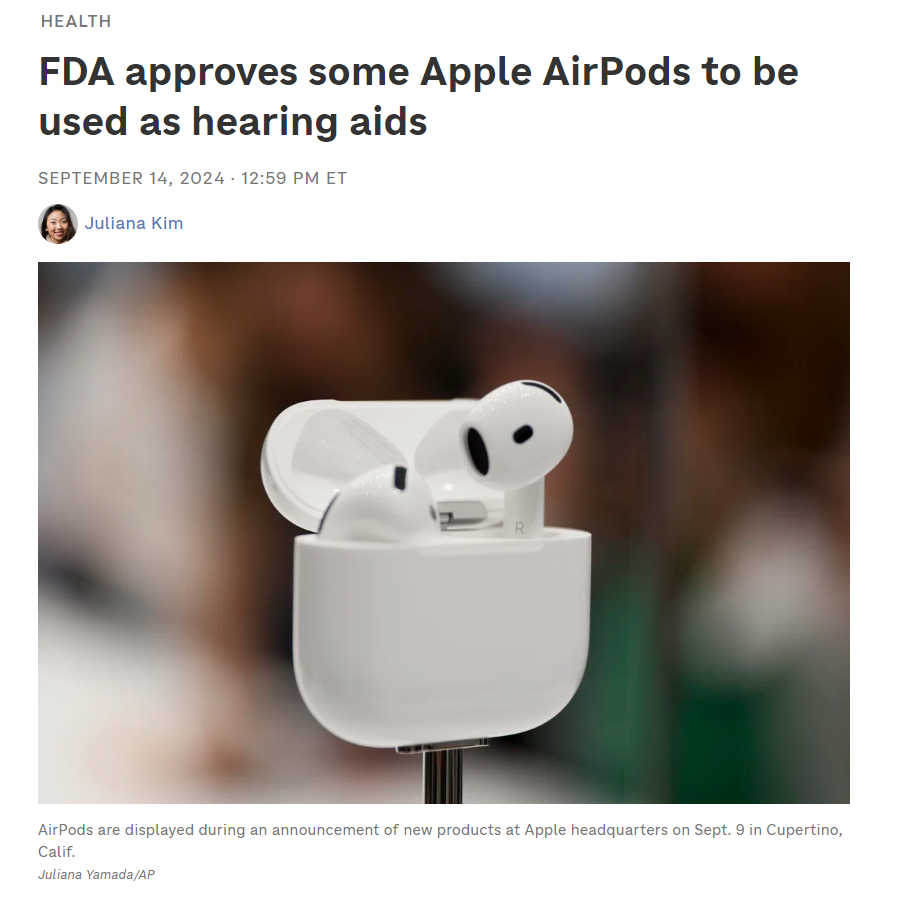 HEALTH
FDA approves some Apple AirPods to be
used as hearing aids
SEPTEMBER 14, 2024 · 12:59 PM ET
Juliana Kim
R
AirPods are displayed during an announcement of new products at Apple headquarters on Sept. 9 in Cupertino,
Calif.
Juliana Yamada/AP